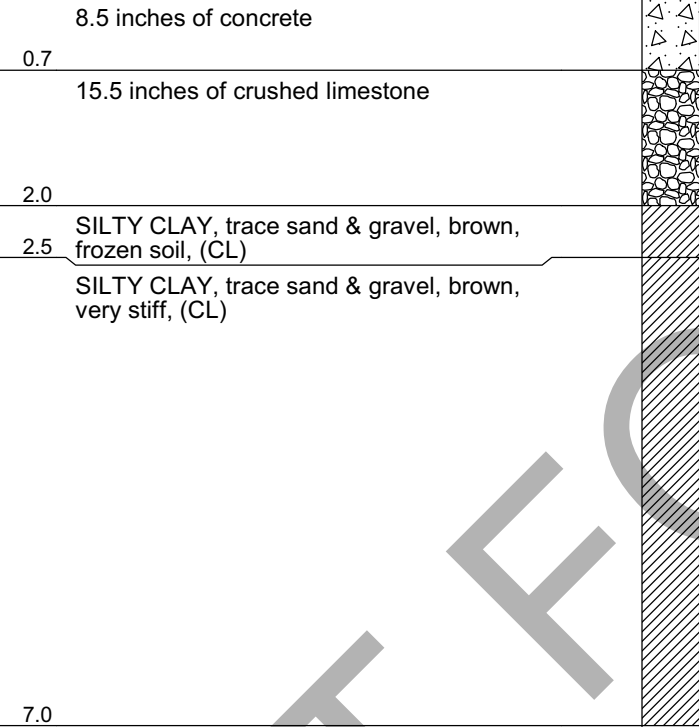 8.5 inches of concrete
0.7
15.5 inches of crushed limestone
2.0
SILTY CLAY, trace sand & gravel, brown,
2.5 frozen soil, (CL)
SILTY CLAY, trace sand & gravel, brown,
very stiff, (CL)
7.0